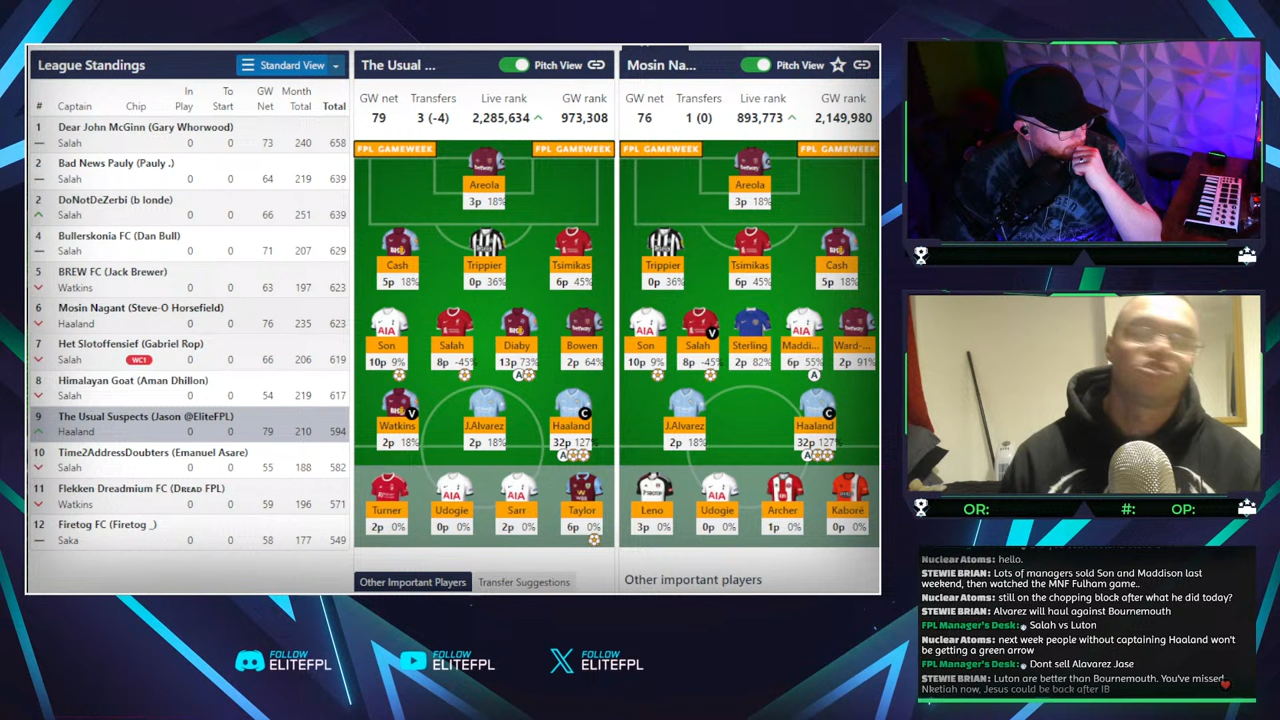 League Standings
Standard View
# Captain Chip In Play To Start GW Net Month Total Total
1 Dear John McGinn (Gary Whorwood)
— Salah 0 0 73 240 658
2 Bad News Pauly (Pauly .)
— Salah 0 0 64 219 639
2 DoNotDeZerbi (b londe)
Salah 0 0 66 251 639
4 Bullerskonia FC (Dan Bull)
— Salah 0 0 71 207 629
5 BREW FC (Jack Brewer)
Watkins 0 0 63 197 623
6 Mosin Nagant (Steve-O Horsefield)
Haaland 0 0 76 235 623
7 Het Slotoffensief (Gabriel Rop)
Salah WC1 0 0 66 206 619
8 Himalayan Goat (Aman Dhillon)
Salah 0 0 54 219 617
9 The Usual Suspects (Jason @EliteFPL)
Haaland 0 0 79 210 594
10 Time2AddressDoubters (Emanuel Asare)
Salah 0 0 55 188 582
11 Flekken Dreadmium FC (Dread FPL)
Watkins 0 0 59 196 571
12 Firetog FC (Firetog _)
— Saka 0 0 58 177 549
The Usual ... Pitch View
GW net Transfers Live rank GW rank
79 3 (-4) 2,285,634 973,308
FPL GAMEWEEK FPL GAMEWEEK
Areola
3p 18%
Cash Trippier Tsimikas
5p 18% 0p 36% 6p 45%
AIA
Son Salah Diaby Bowen
10p 9% 8p -45% 13p 73% 2p 64%
A
V C
Watkins J.Alvarez Haaland
2p 18% 2p 18% 32p 127%
A
AIA AIA
Turner Udogie Sarr Taylor
2p 0% 0p 0% 2p 0% 6p 0%
Other Important Players Transfer Suggestions
Mosin Na... Pitch View
GW net Transfers Live rank GW rank
76 1 (0) 893,773 2,149,980
FPL GAMEWEEK FPL GAMEWEEK
Areola
3p 18%
Trippier Tsimikas Cash
0p 36% 6p 45% 5p 18%
AIA V AIA
Son Salah Sterling Maddi... Ward-...
10p 9% 8p -45% 2p 82% 6p 55% 2p 91%
A
C
J.Alvarez Haaland
2p 18% 32p 127%
A
AIA
Leno Udogie Archer Kaboré
3p 0% 0p 0% 1p 0% 0p 0%
Other important players
OR: #: OP:
Nuclear Atoms: hello.
STEWIE BRIAN: Lots of managers sold Son and Maddison last
weekend, then watched the MNF Fulham game..
Nuclear Atoms: still on the chopping block after what he did today?
STEWIE BRIAN: Alvarez will haul against Bournemouth
FPL Manager's Desk: Salah vs Luton
Nuclear Atoms: next week people without captaining Haaland won't
be getting a green arrow
FPL Manager's Desk: Dont sell Alavarez Jase
STEWIE BRIAN: Luton are better than Bournemouth. You've missed
Nketiah now, Jesus could be back after IB
FOLLOW
ELITEFPL
FOLLOW
ELITEFPL
FOLLOW
ELITEFPL